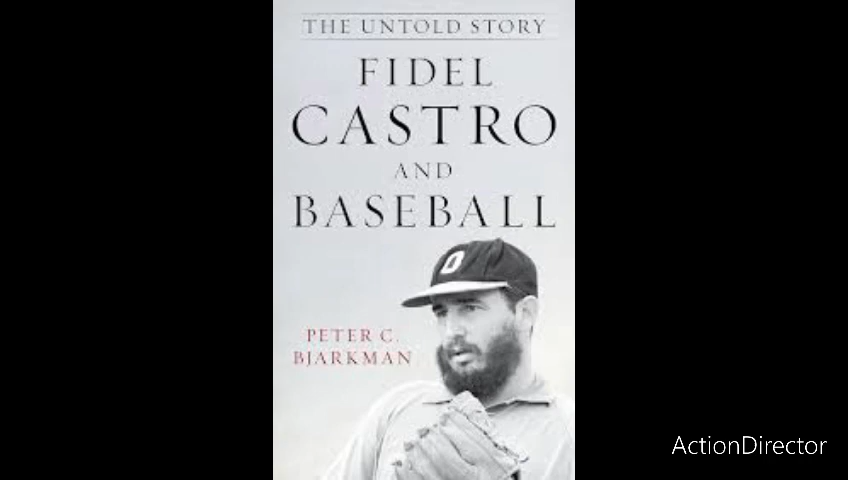 THE UNTOLD STORY
FIDEL
CASTRO
AND
BASEBALL
O
PETER C.
BJARKMAN
ActionDirector